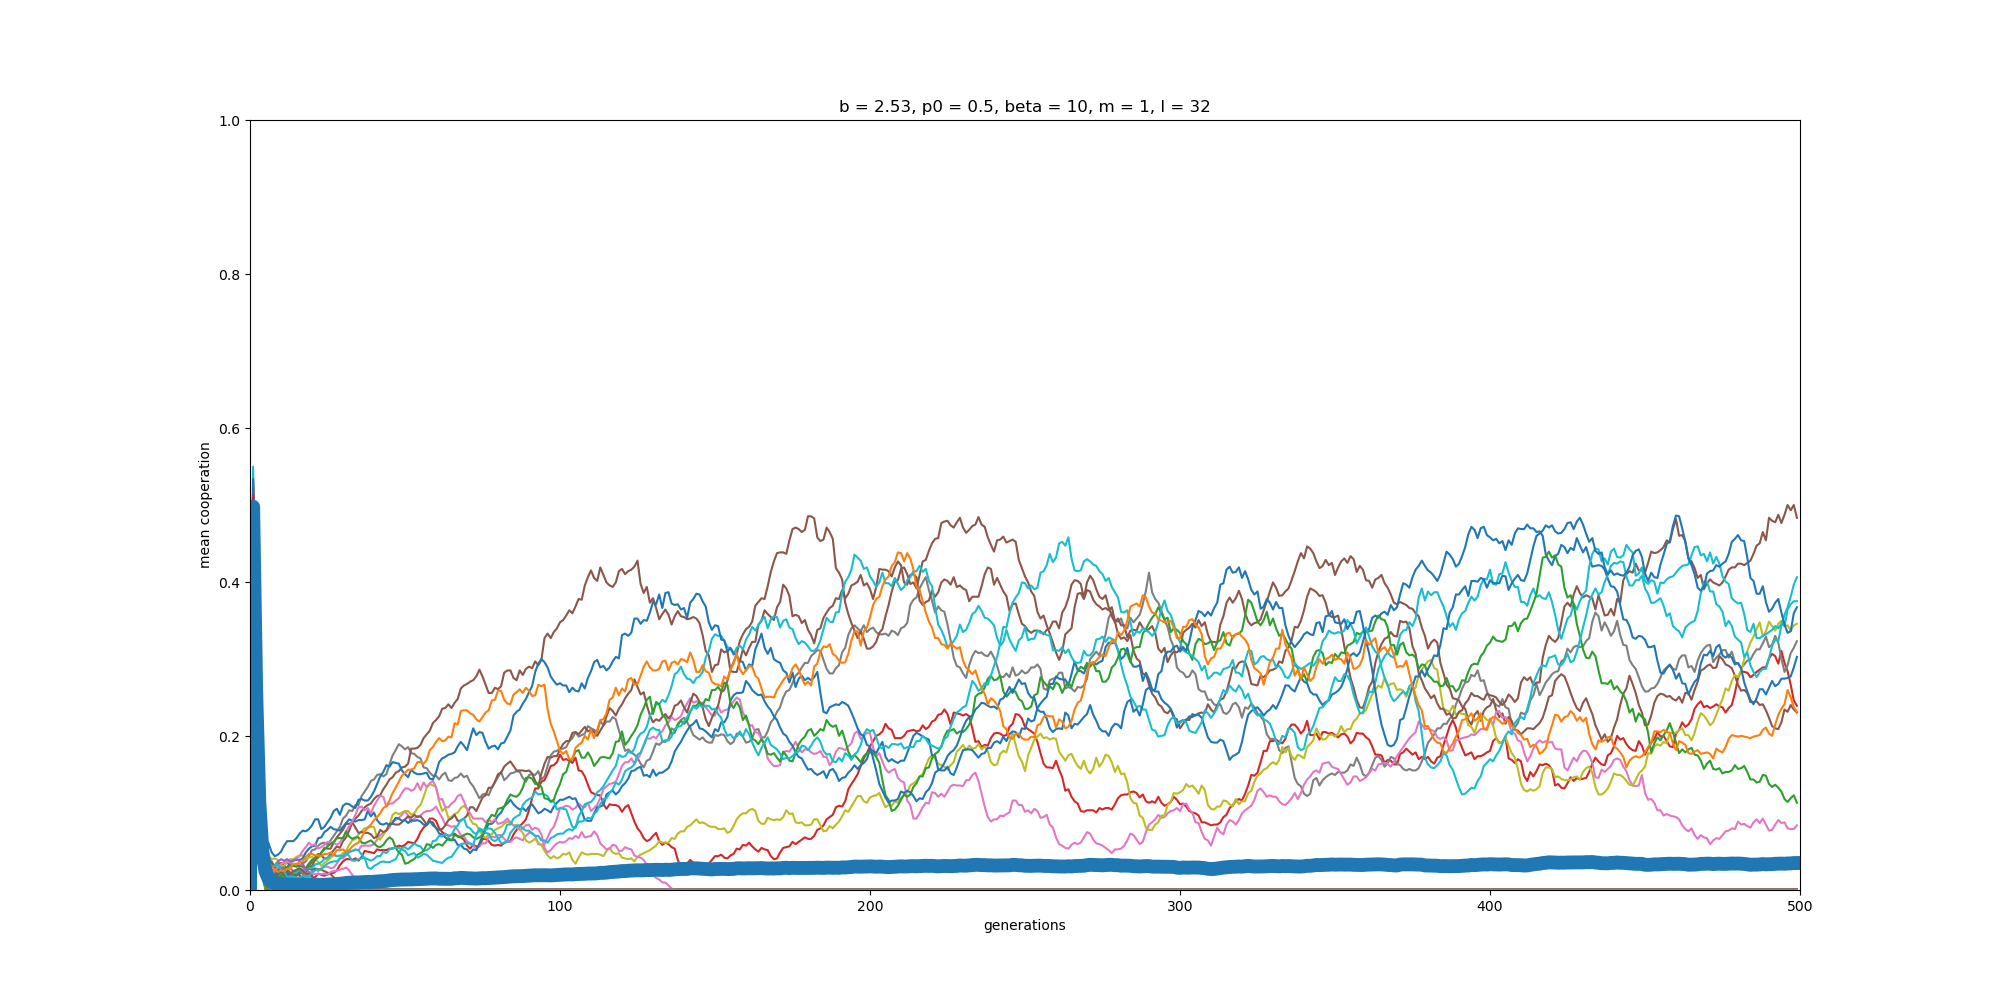 b = 2.53, p0 = 0.5, beta = 10, m = 1, l = 32
1.0
0.8
0.6
0.4
0.2
0.0
mean cooperation
0 100 200 300 400 500
generations